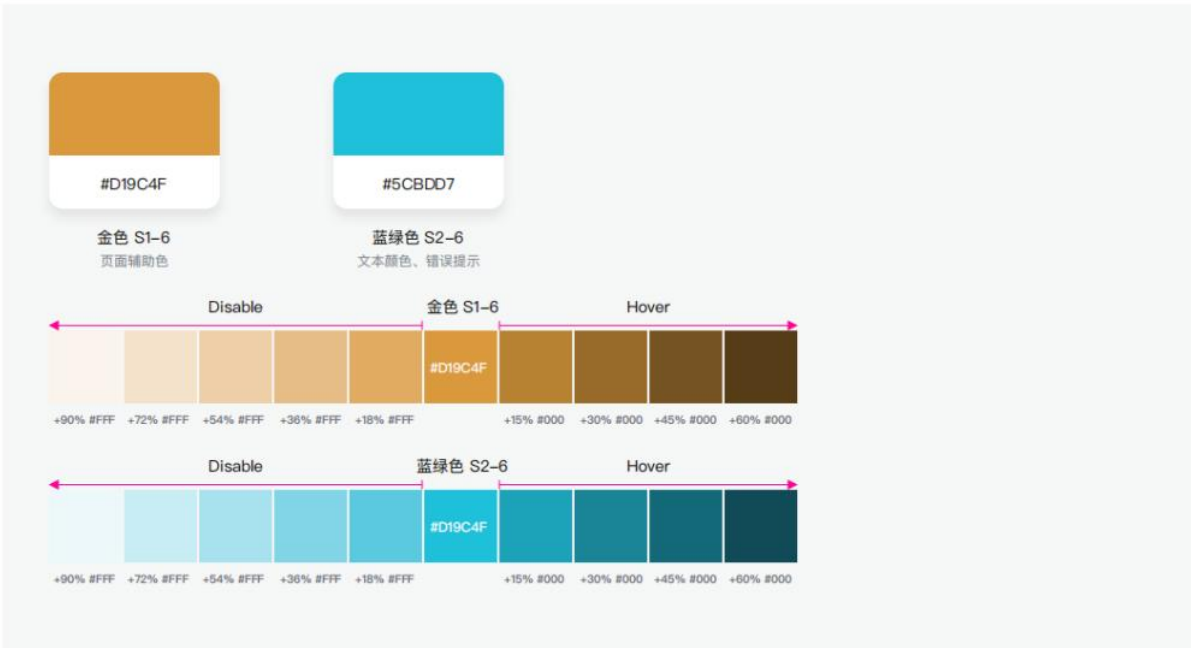 #D19C4F
#5CBDD7
金色 S1-6
蓝绿色 S2-6
页面辅助色
文本颜色、错误提示
Disable 金色 S1-6 Hover
#D19C4F
+90% #FFF +72% #FFF +54% #FFF +36% #FFF +18% #FFF +15% #000 +30% #000 +45% #000 +60% #000
Disable 蓝绿色 S2-6 Hover
#D19C4F
+90% #FFF +72% #FFF +54% #FFF +36% #FFF +18% #FFF +15% #000 +30% #000 +45% #000 +60% #000